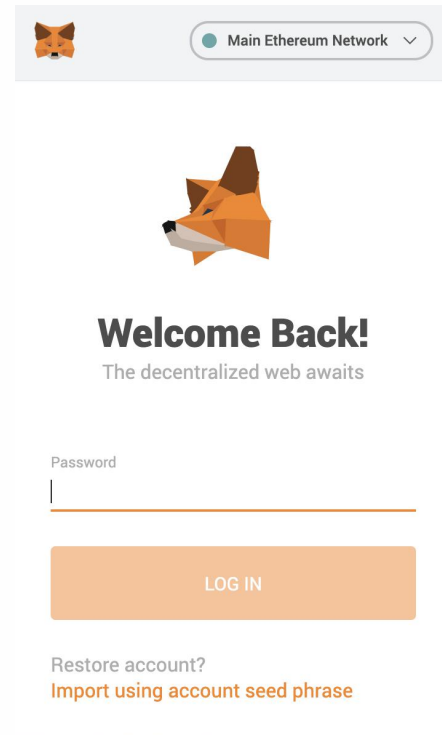 Main Ethereum Network
Welcome Back!
The decentralized web awaits
Password
LOG IN
Restore account?
Import using account seed phrase